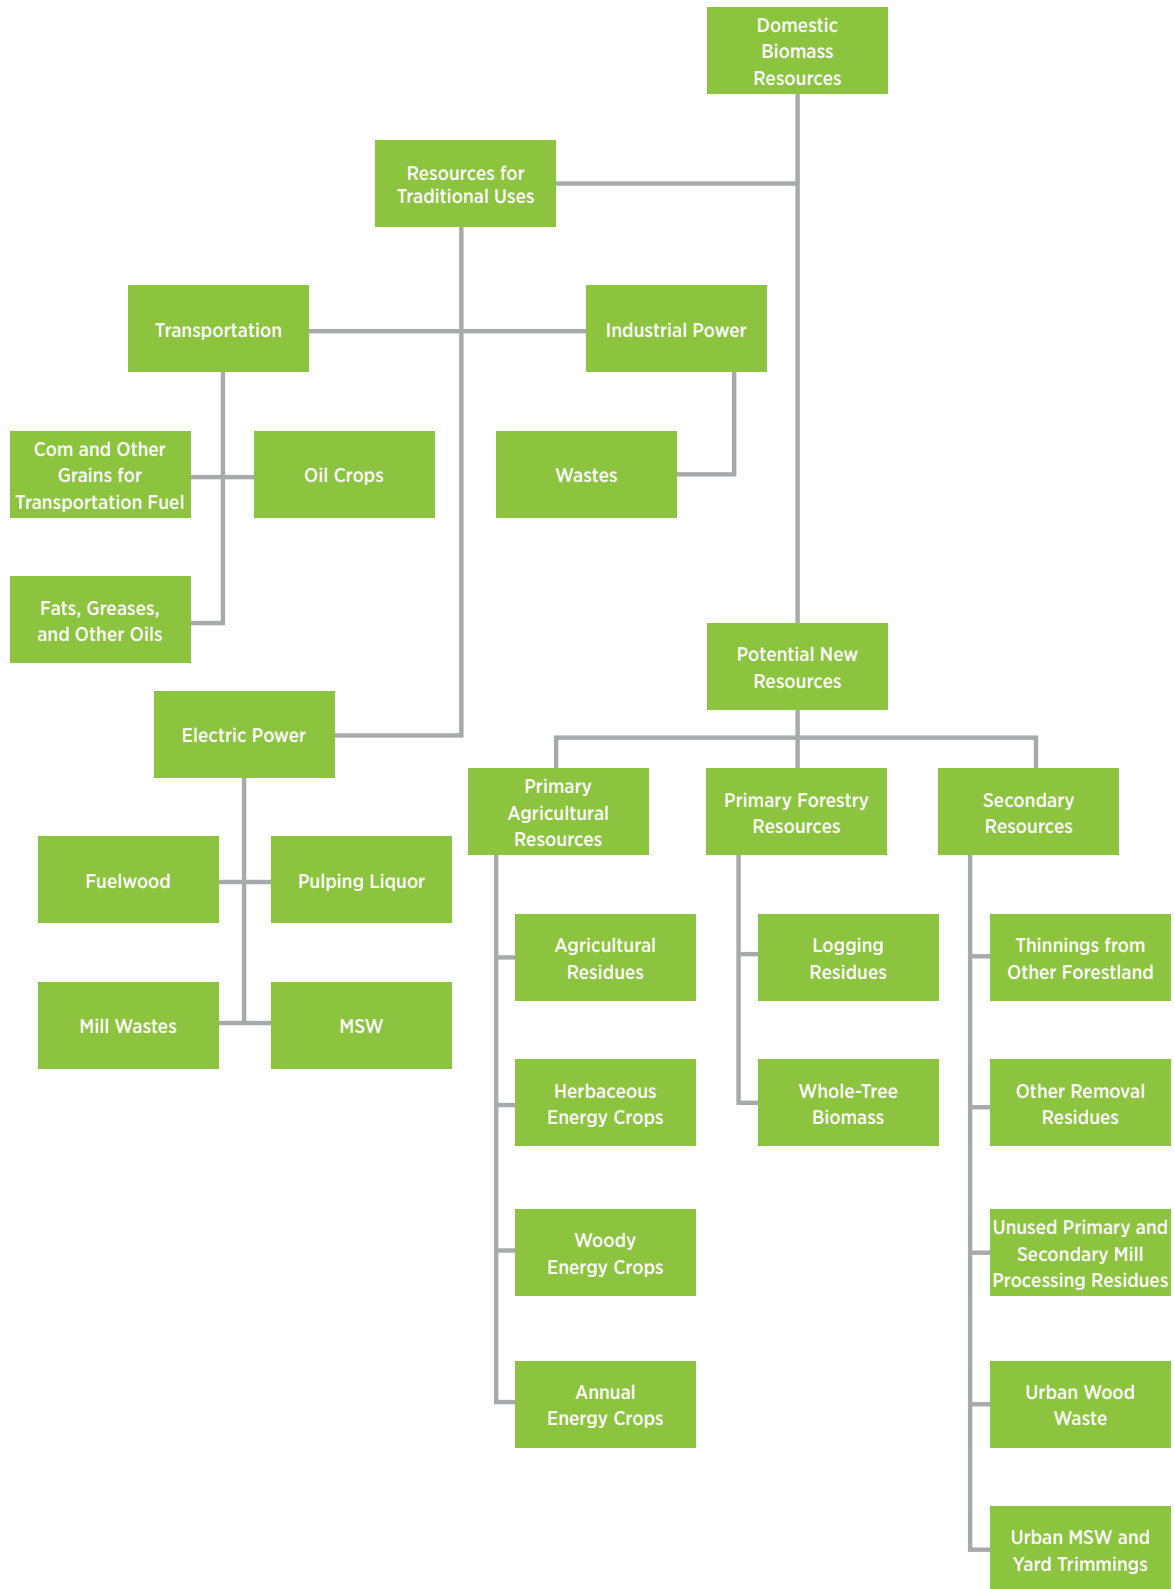 Domestic
Biomass
Resources
Resources for
Traditional Uses
Transportation
Industrial Power
Com and Other
Grains for
Transportation Fuel
Oil Crops
Wastes
Fats, Greases,
and Other Oils
Potential New
Resources
Electric Power
Primary
Agricultural
Resources
Primary Forestry
Resources
Secondary
Resources
Fuelwood
Pulping Liquor
Agricultural
Residues
Logging
Residues
Thinnings from
Other Forestland
Mill Wastes
MSW
Herbaceous
Energy Crops
Whole-Tree
Biomass
Other Removal
Residues
Woody
Energy Crops
Unused Primary and
Secondary Mill
Processing Residues
Annual
Energy Crops
Urban Wood
Waste
Urban MSW and
Yard Trimmings